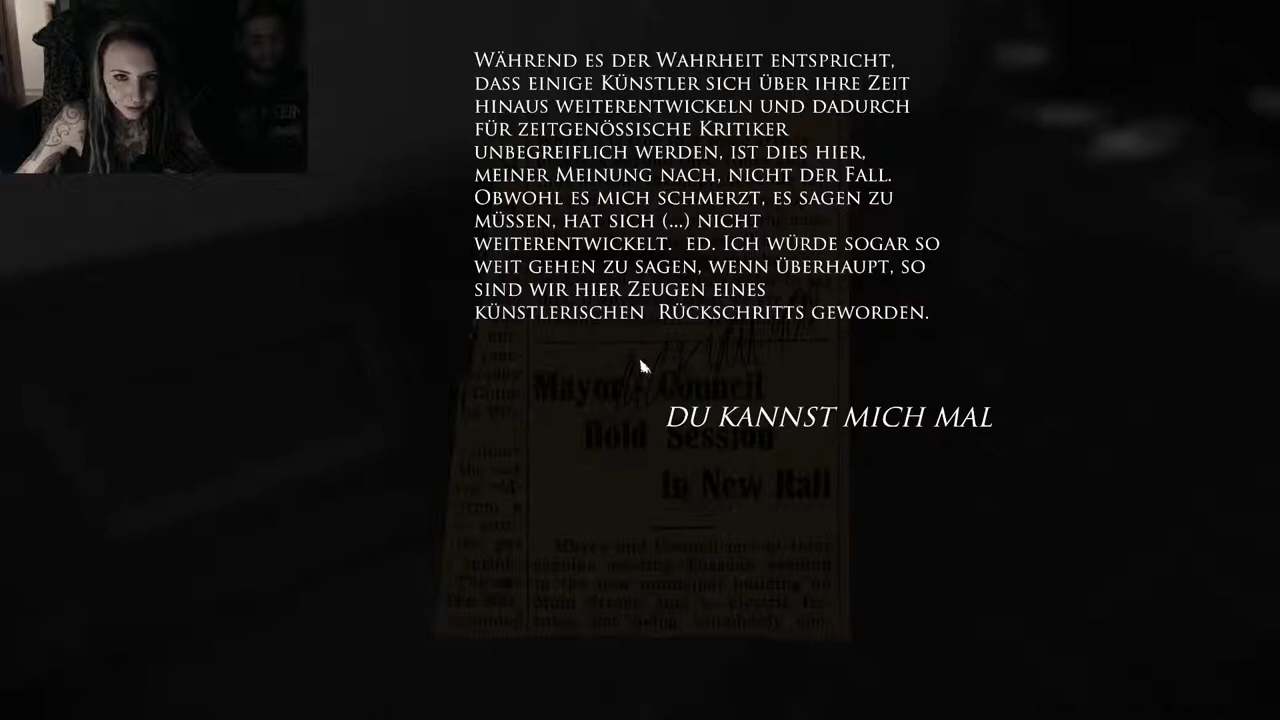 Während es der Wahrheit entspricht,
dass einige Künstler sich über ihre Zeit
hinaus weiterentwickeln und dadurch
für zeitgenössische Kritiker
unbegreiflich werden, ist dies hier,
meiner Meinung nach, nicht der Fall.
Obwohl es mich schmerzt, es sagen zu
müssen, hat sich (...) nicht
weiterentwickelt.  ed. Ich würde sogar so
weit gehen zu sagen, wenn überhaupt, so
sind wir hier Zeugen eines
künstlerischen  Rückschritts geworden.
Mayor Council
DU KANNST MICH MAL
Hold Session
In New Hall